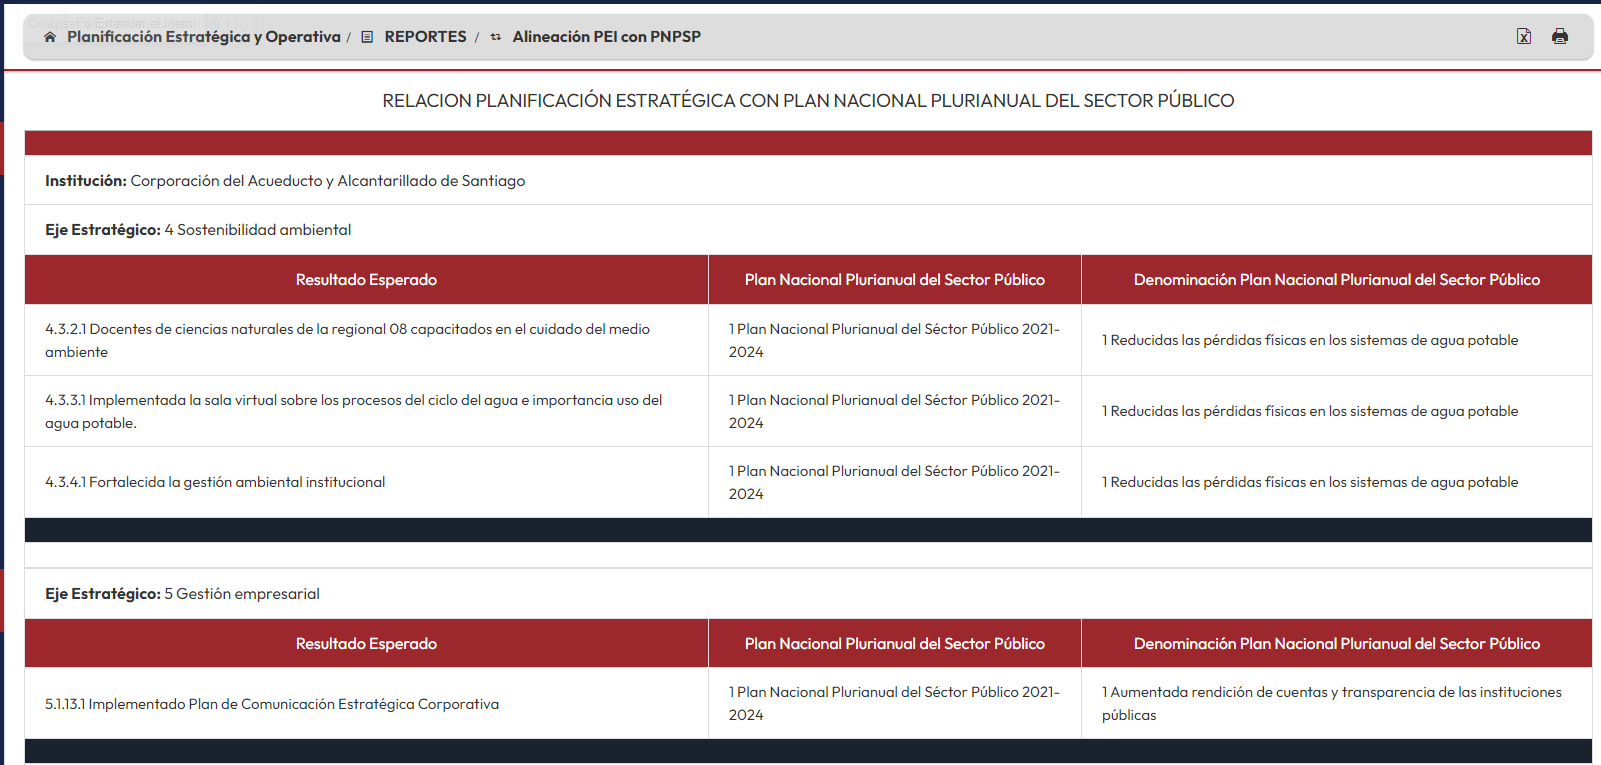 Colapsar o Extender el menú (alt + n)
Planificación Estratégica y Operativa / REPORTES / Alineación PEI con PNPSP
RELACION PLANIFICACIÓN ESTRATÉGICA CON PLAN NACIONAL PLURIANUAL DEL SECTOR PÚBLICO
Institución: Corporación del Acueducto y Alcantarillado de Santiago
Eje Estratégico: 4 Sostenibilidad ambiental
Resultado Esperado
Plan Nacional Plurianual del Sector Público
Denominación Plan Nacional Plurianual del Sector Público
4.3.2.1 Docentes de ciencias naturales de la regional 08 capacitados en el cuidado del medio
ambiente
1 Plan Nacional Plurianual del Séctor Público 2021-
2024
1 Reducidas las pérdidas físicas en los sistemas de agua potable
4.3.3.1 Implementada la sala virtual sobre los procesos del ciclo del agua e importancia uso del
agua potable.
1 Plan Nacional Plurianual del Séctor Público 2021-
2024
1 Reducidas las pérdidas físicas en los sistemas de agua potable
4.3.4.1 Fortalecida la gestión ambiental institucional
1 Plan Nacional Plurianual del Séctor Público 2021-
2024
1 Reducidas las pérdidas físicas en los sistemas de agua potable
Eje Estratégico: 5 Gestión empresarial
Resultado Esperado
Plan Nacional Plurianual del Sector Público
Denominación Plan Nacional Plurianual del Sector Público
5.1.13.1 Implementado Plan de Comunicación Estratégica Corporativa
1 Plan Nacional Plurianual del Séctor Público 2021-
2024
1 Aumentada rendición de cuentas y transparencia de las instituciones
públicas